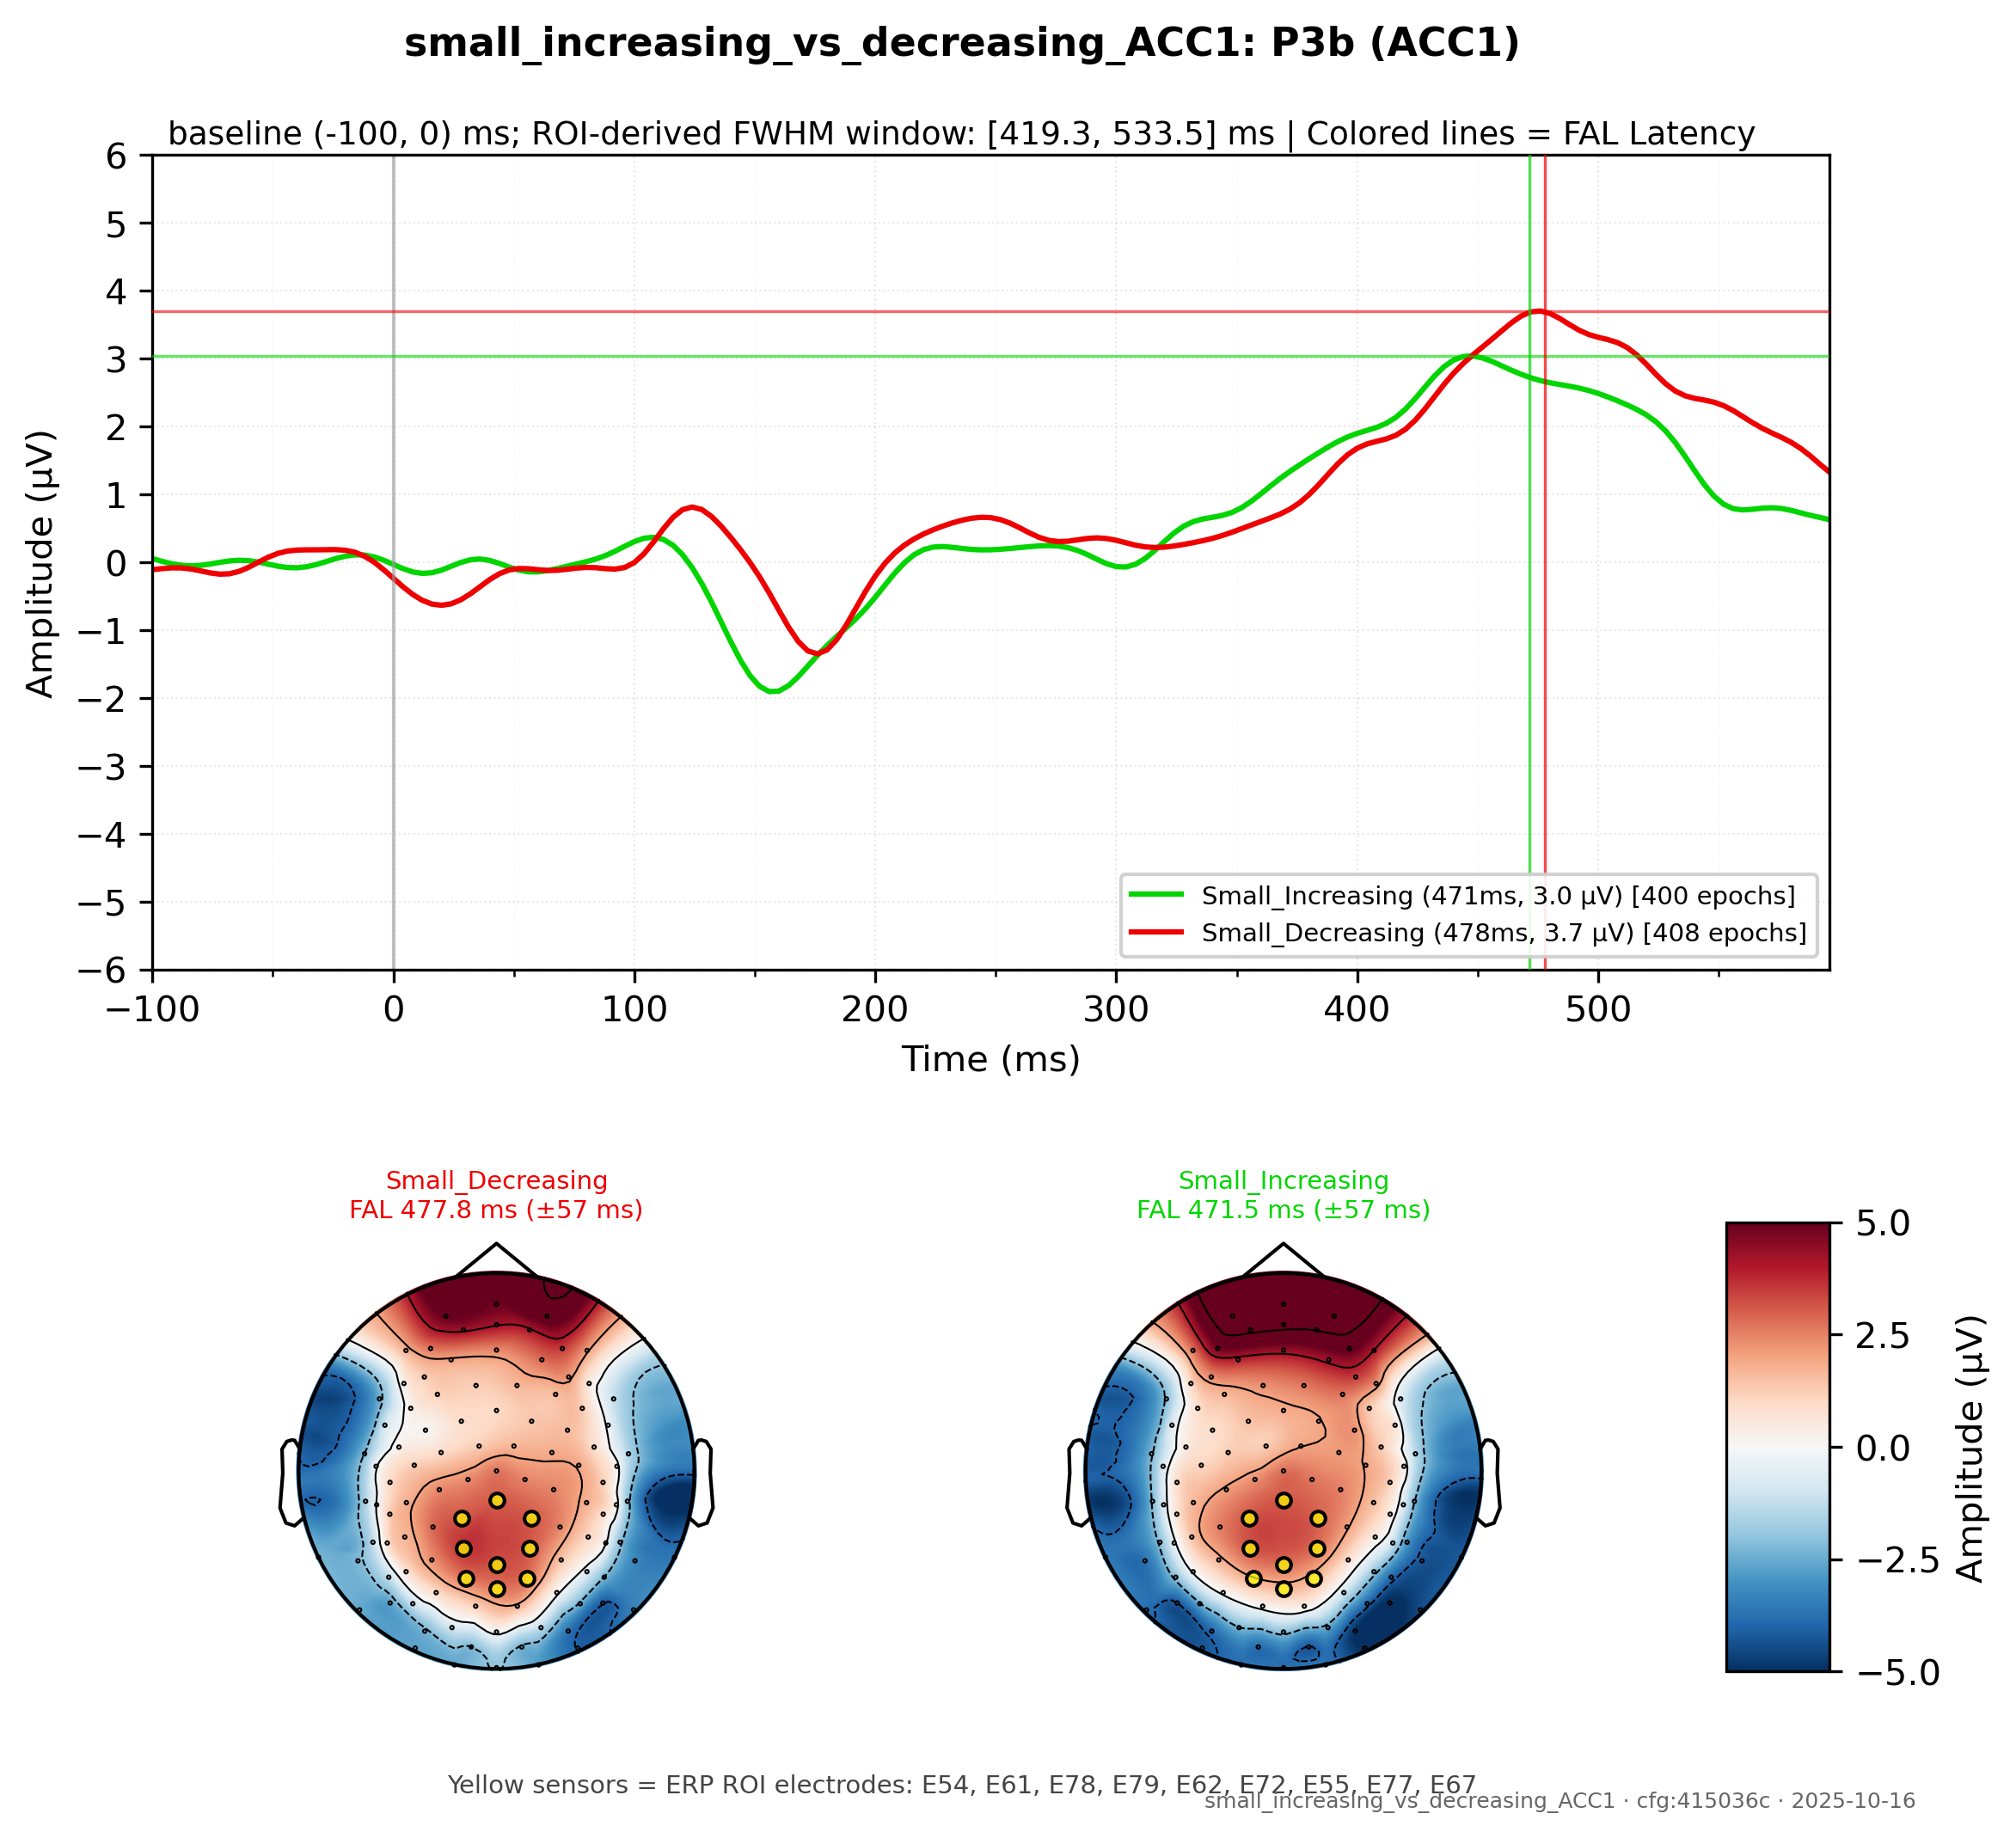 small_increasing_vs_decreasing_ACC1: P3b (ACC1)
baseline (-100, 0) ms; ROI-derived FWHM window: [419.3, 533.5] ms | Colored lines = FAL Latency
6
5
4
3
2
1
0
−1
−2
−3
−4
−5
−6
Amplitude (µV)
Small_Increasing (471ms, 3.0 µV) [400 epochs]
Small_Decreasing (478ms, 3.7 µV) [408 epochs]
−100 0 100 200 300 400 500
Time (ms)
Small_Decreasing
FAL 477.8 ms (±57 ms)
Small_Increasing
FAL 471.5 ms (±57 ms)
5.0
2.5
0.0
−2.5
−5.0
Amplitude (µV)
Yellow sensors = ERP ROI electrodes: E54, E61, E78, E79, E62, E72, E55, E77, E67
small_increasing_vs_decreasing_ACC1 · cfg:415036c · 2025-10-16